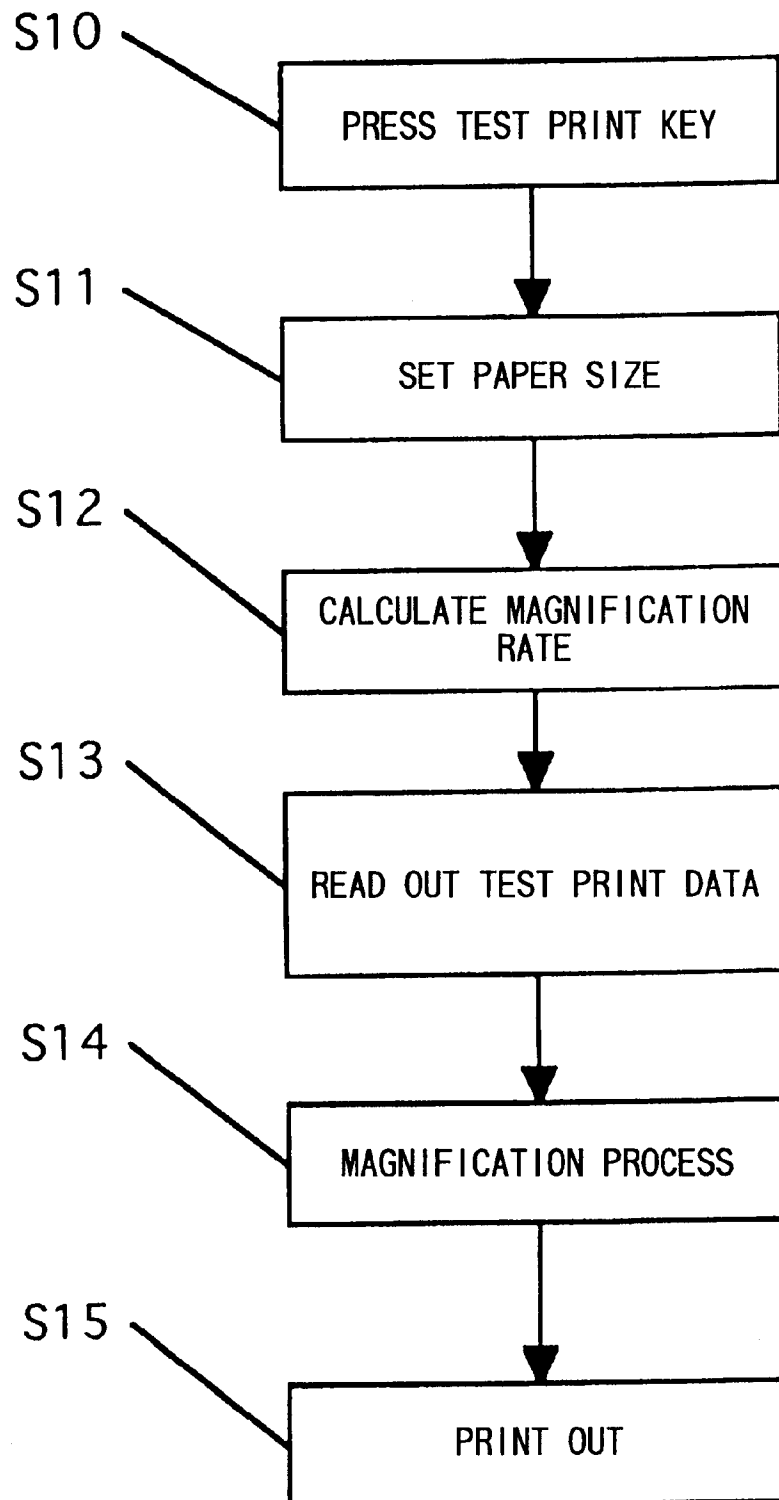 S10
PRESS TEST PRINT KEY
S11
SET PAPER SIZE
S12
CALCULATE MAGNIFICATION
RATE
S13
READ OUT TEST PRINT DATA
S14
MAGNIFICATION PROCESS
S15
PRINT OUT